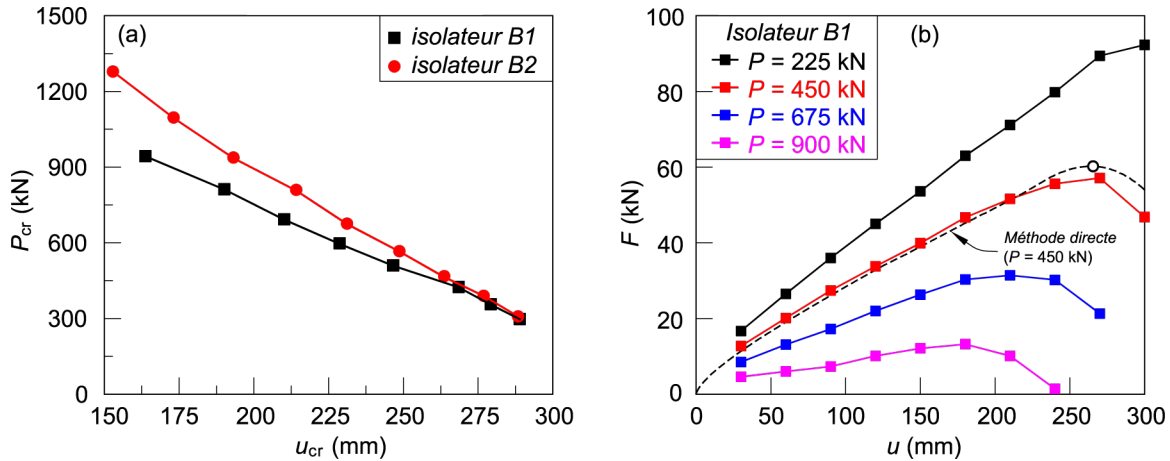 (a)
isolateur B1
isolateur B2
1500
1200
900
600
300
0
P_cr (kN)
150
175
200
225
250
275
300
u_cr (mm)
(b)
Isolateur B1
P = 225 kN
P = 450 kN
P = 675 kN
P = 900 kN
Méthode directe
(P = 450 kN)
100
80
60
40
20
0
F (kN)
0
50
100
150
200
250
300
u (mm)